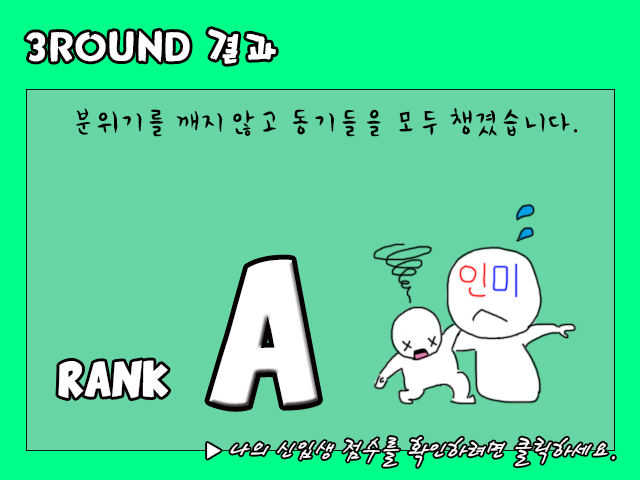 3ROUND 결과
분위기를 깨지않고 동기들을 모두 챙겼습니다.
인미
RANK A
나의 신입생 점수를 확인하려면 클릭하세요.